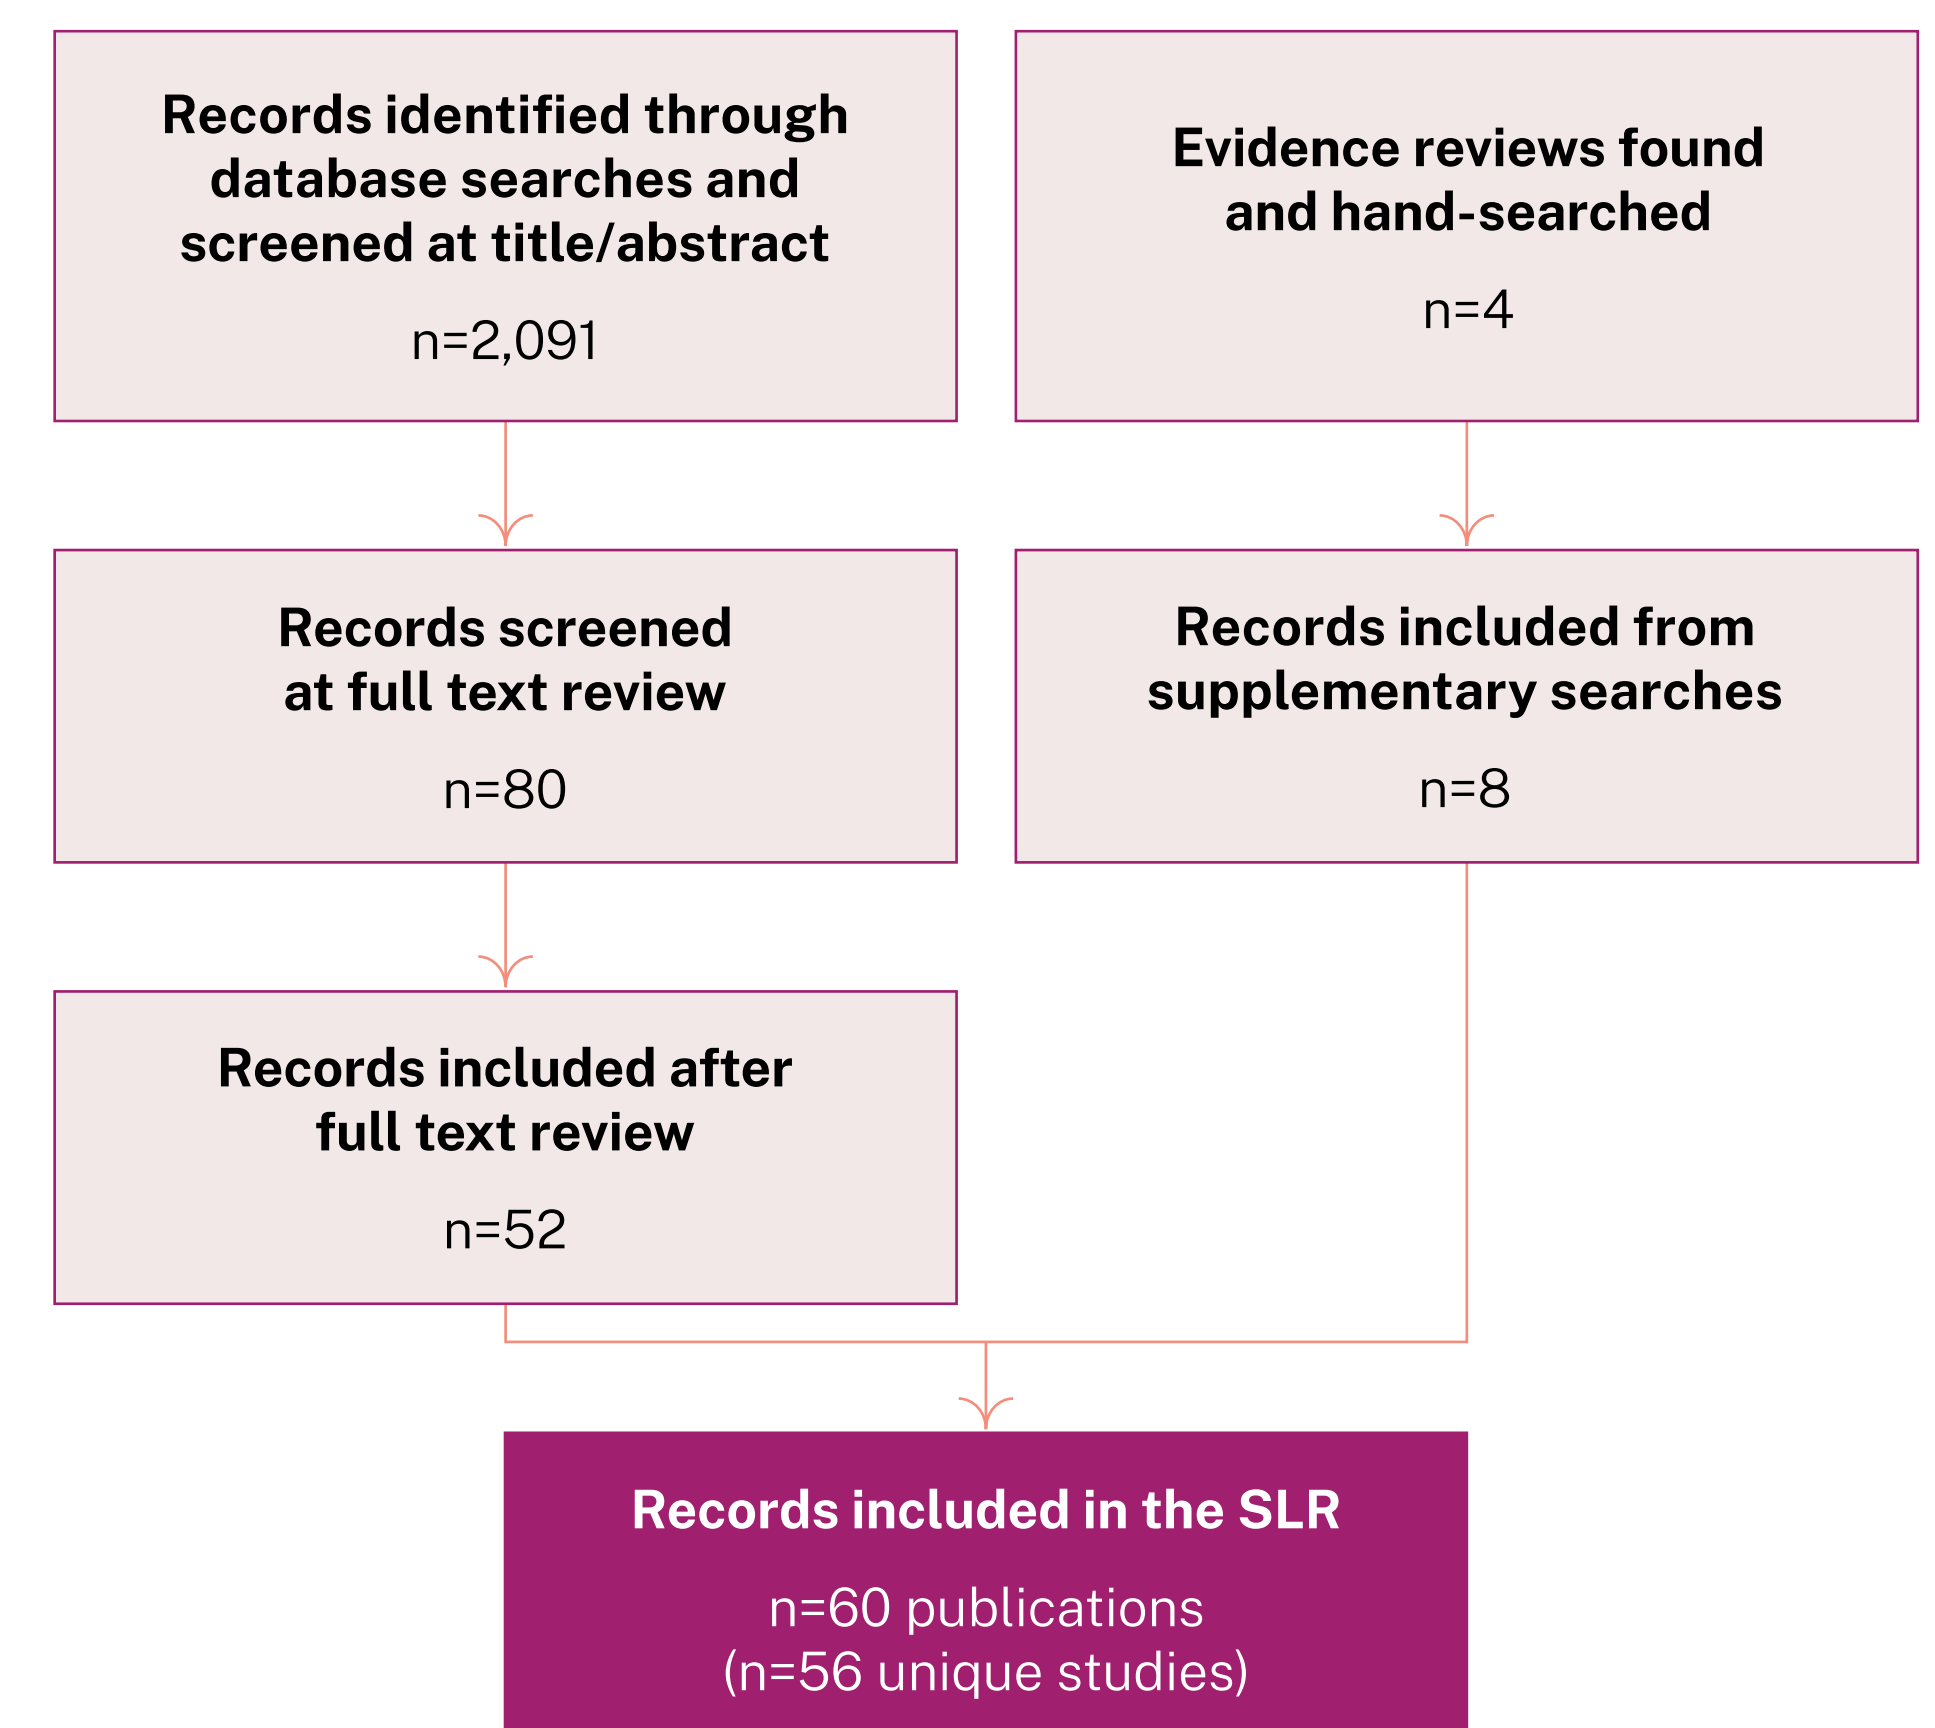 Records identified through
database searches and
screened at title/abstract
n=2,091
Evidence reviews found
and hand-searched
n=4
Records screened
at full text review
n=80
Records included from
supplementary searches
n=8
Records included after
full text review
n=52
Records included in the SLR
n=60 publications
(n=56 unique studies)